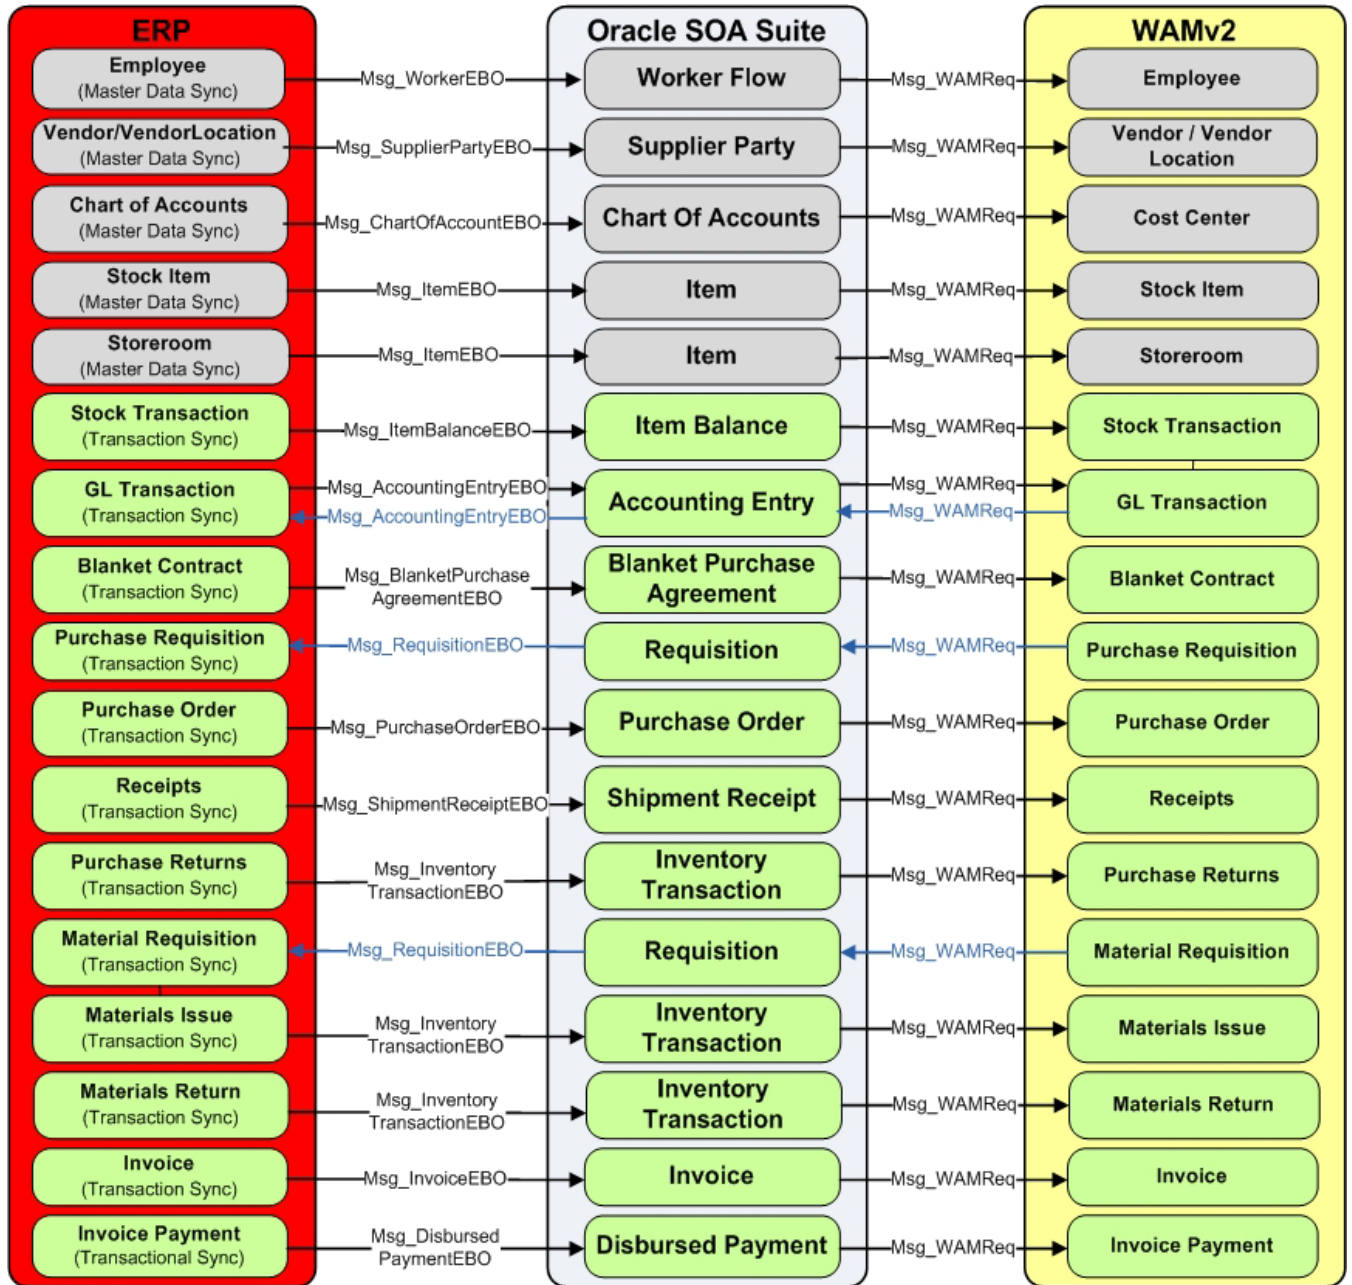 ERP
Oracle SOA Suite
WAMv2
Employee
(Master Data Sync)
Msg_WorkerEBO
Worker Flow
Msg_WAMReq
Employee
Vendor/VendorLocation
(Master Data Sync)
Msg_SupplierPartyEBO
Supplier Party
Msg_WAMReq
Vendor / Vendor
Location
Chart of Accounts
(Master Data Sync)
Msg_ChartOfAccountEBO
Chart Of Accounts
Msg_WAMReq
Cost Center
Stock Item
(Master Data Sync)
Msg_ItemEBO
Item
Msg_WAMReq
Stock Item
Storeroom
(Master Data Sync)
Msg_ItemEBO
Item
Msg_WAMReq
Storeroom
Stock Transaction
(Transaction Sync)
Msg_ItemBalanceEBO
Item Balance
Msg_WAMReq
Stock Transaction
GL Transaction
(Transaction Sync)
Msg_AccountingEntryEBO
Msg_AccountingEntryEBO
Accounting Entry
Msg_WAMReq
Msg_WAMReq
GL Transaction
Blanket Contract
(Transaction Sync)
Msg_BlanketPurchase
AgreementEBO
Blanket Purchase
Agreement
Msg_WAMReq
Blanket Contract
Purchase Requisition
(Transaction Sync)
Msg_RequisitionEBO
Requisition
Msg_WAMReq
Purchase Requisition
Purchase Order
(Transaction Sync)
Msg_PurchaseOrderEBO
Purchase Order
Msg_WAMReq
Purchase Order
Receipts
(Transaction Sync)
Msg_ShipmentReceiptEBO
Shipment Receipt
Msg_WAMReq
Receipts
Purchase Returns
(Transaction Sync)
Msg_Inventory
TransactionEBO
Inventory
Transaction
Msg_WAMReq
Purchase Returns
Material Requisition
(Transaction Sync)
Msg_RequisitionEBO
Requisition
Msg_WAMReq
Material Requisition
Materials Issue
(Transaction Sync)
Msg_Inventory
TransactionEBO
Inventory
Transaction
Msg_WAMReq
Materials Issue
Materials Return
(Transaction Sync)
Msg_Inventory
TransactionEBO
Inventory
Transaction
Msg_WAMReq
Materials Return
Invoice
(Transaction Sync)
Msg_InvoiceEBO
Invoice
Msg_WAMReq
Invoice
Invoice Payment
(Transactional Sync)
Msg_Disbursed
PaymentEBO
Disbursed Payment
Msg_WAMReq
Invoice Payment